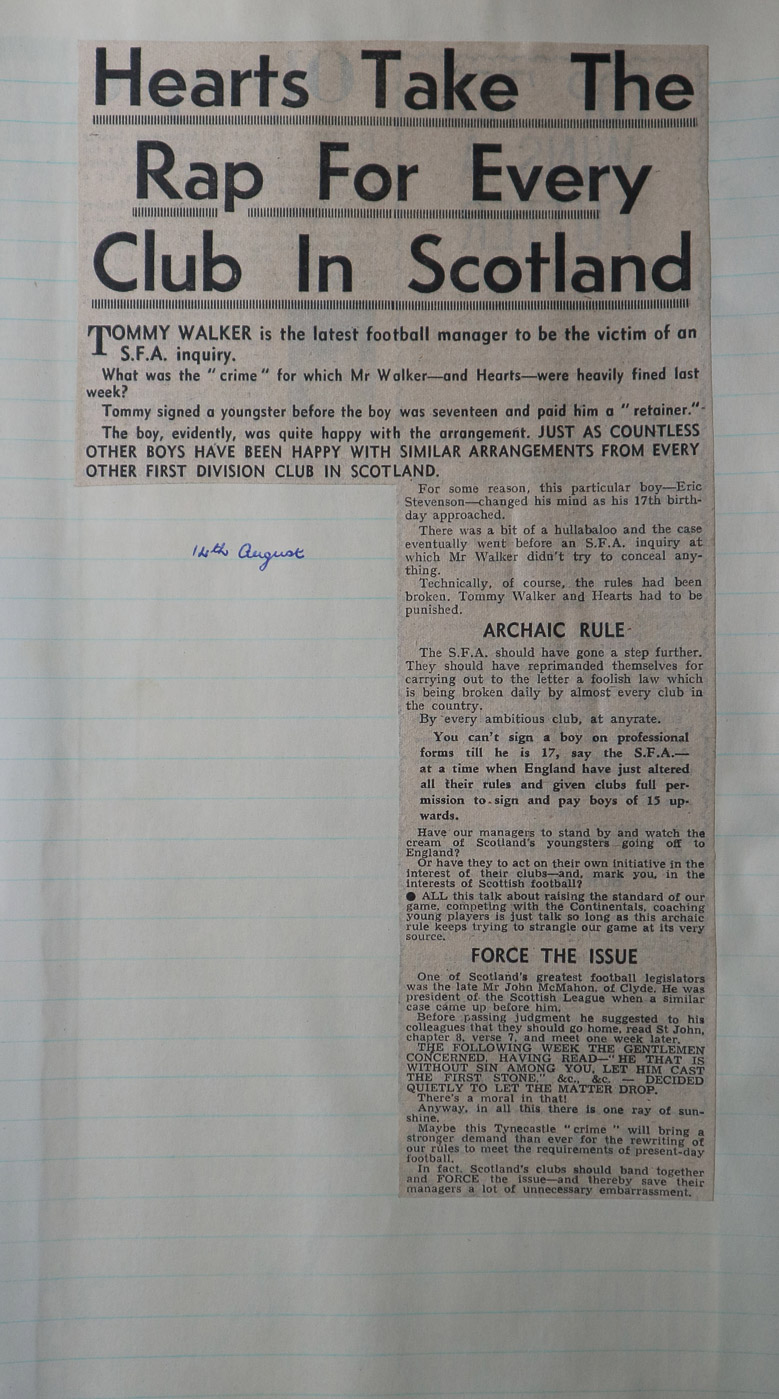 Hearts Take The
Rap For Every
Club In Scotland
TOMMY WALKER is the latest football manager to be the victim of an
S.F.A. inquiry.
What was the "crime" for which Mr Walker—and Hearts—were heavily fined last
week?
Tommy signed a youngster before the boy was seventeen and paid him a "retainer."
The boy, evidently, was quite happy with the arrangement. JUST AS COUNTLESS
OTHER BOYS HAVE BEEN HAPPY WITH SIMILAR ARRANGEMENTS FROM EVERY
OTHER FIRST DIVISION CLUB IN SCOTLAND.
14th August
For some reason, this particular boy—Eric
Stevenson—changed his mind as his 17th birth-
day approached.
There was a bit of a hullabaloo and the case
eventually went before an S.F.A. inquiry at
which Mr Walker didn't try to conceal any-
thing.
Technically, of course, the rules had been
broken. Tommy Walker and Hearts had to be
punished.
ARCHAIC RULE
The S.F.A. should have gone a step further.
They should have reprimanded themselves for
carrying out to the letter a foolish law which
is being broken daily by almost every club in
the country.
By every ambitious club, at anyrate.
You can't sign a boy on professional
forms till he is 17, say the S.F.A.—
at a time when England have just altered
all their rules and given clubs full per-
mission to sign and pay boys of 15 up-
wards.
Have our managers to stand by and watch the
cream of Scotland's youngsters going off to
England?
Or have they to act on their own initiative in the
interest of their clubs—and, mark you, in the
interests of Scottish football?
● ALL this talk about raising the standard of our
game, competing with the Continentals, coaching
young players is just talk so long as this archaic
rule keeps trying to strangle our game at its very
source.
FORCE THE ISSUE
One of Scotland's greatest football legislators
was the late Mr John McMahon, of Clyde. He was
president of the Scottish League when a similar
case came up before him.
Before passing judgment he suggested to his
colleagues that they should go home, read St John,
chapter 8, verse 7, and meet one week later.
THE FOLLOWING WEEK THE GENTLEMEN
CONCERNED, HAVING READ—"HE THAT IS
WITHOUT SIN AMONG YOU, LET HIM CAST
THE FIRST STONE," &c., &c. — DECIDED
QUIETLY TO LET THE MATTER DROP.
There's a moral in that!
Anyway, in all this there is one ray of sun-
shine.
Maybe this Tynecastle "crime" will bring a
stronger demand than ever for the rewriting of
our rules to meet the requirements of present-day
football.
In fact, Scotland's clubs should band together
and FORCE the issue—and thereby save their
managers a lot of unnecessary embarrassment.